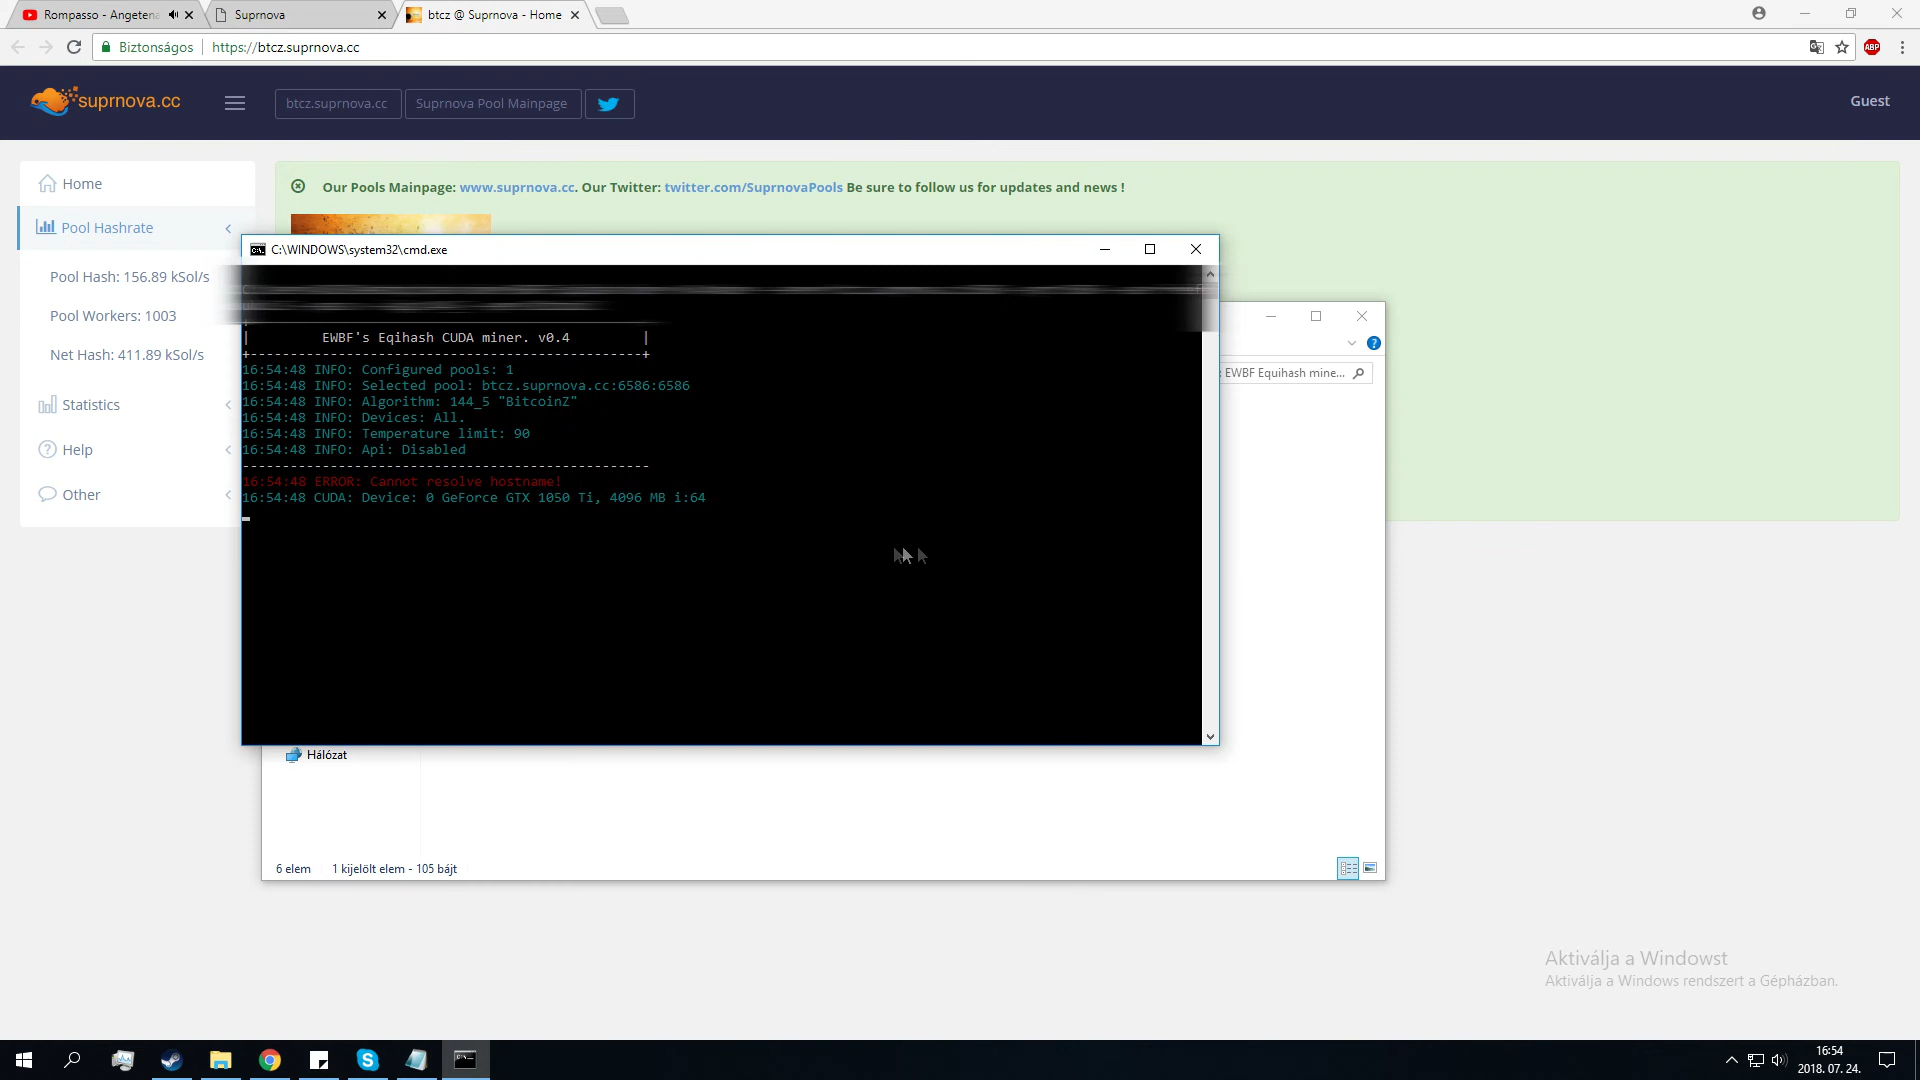 Rompasso - Angetena
Suprnova
btcz @ Suprnova - Home
Biztonságos
https://btcz.suprnova.cc
ABP
suprnova.cc
btcz.suprnova.cc
Suprnova Pool Mainpage
Guest
Home
Pool Hashrate
Pool Hash: 156.89 kSol/s
Pool Workers: 1003
Net Hash: 411.89 kSol/s
Statistics
Help
Other
Our Pools Mainpage: www.suprnova.cc. Our Twitter: twitter.com/SuprnovaPools Be sure to follow us for updates and news !
C:\WINDOWS\system32\cmd.exe
| EWBF's Eqihash CUDA miner. v0.4 |
+-------------------------------------------------+
16:54:48 INFO: Configured pools: 1
16:54:48 INFO: Selected pool: btcz.suprnova.cc:6586:6586
16:54:48 INFO: Algorithm: 144_5 "BitcoinZ"
16:54:48 INFO: Devices: All.
16:54:48 INFO: Temperature limit: 90
16:54:48 INFO: Api: Disabled
---------------------------------------------------
16:54:48 ERROR: Cannot resolve hostname!
16:54:48 CUDA: Device: 0 GeForce GTX 1050 Ti, 4096 MB i:64
EWBF Equihash mine...
Hálózat
6 elem
1 kijelölt elem - 105 bájt
Aktiválja a Windowst
Aktiválja a Windows rendszert a Gépházban.
16:54
2018. 07. 24.